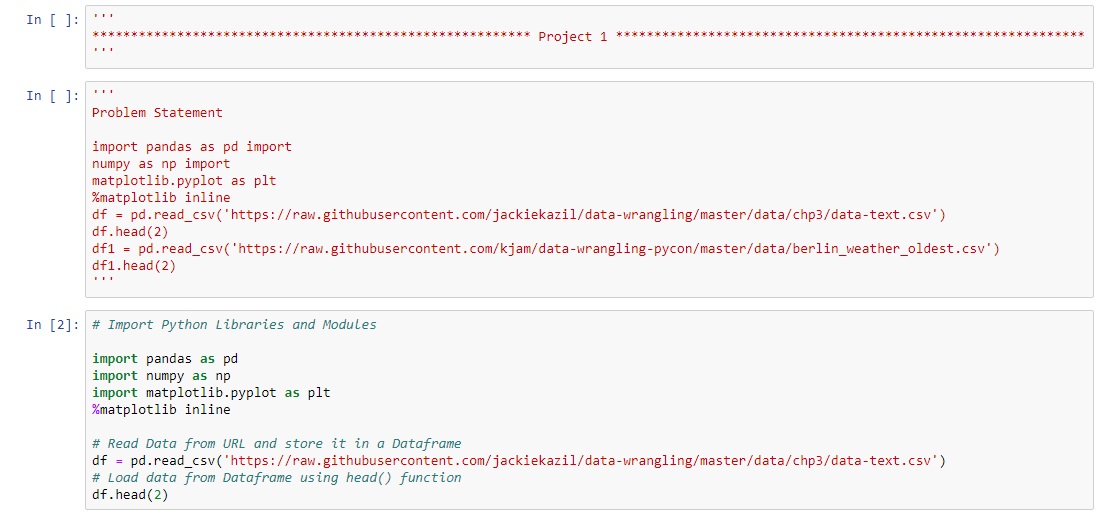 In [ ]: '''
********************************************************* Project 1 *************************************************************
'''
In [ ]: '''
Problem Statement
import pandas as pd import
numpy as np import
matplotlib.pyplot as plt
%matplotlib inline
df = pd.read_csv('https://raw.githubusercontent.com/jackiekazil/data-wrangling/master/data/chp3/data-text.csv')
df.head(2)
df1 = pd.read_csv('https://raw.githubusercontent.com/kjam/data-wrangling-pycon/master/data/berlin_weather_oldest.csv')
df1.head(2)
'''
In [2]: # Import Python Libraries and Modules
import pandas as pd
import numpy as np
import matplotlib.pyplot as plt
%matplotlib inline
# Read Data from URL and store it in a Dataframe
df = pd.read_csv('https://raw.githubusercontent.com/jackiekazil/data-wrangling/master/data/chp3/data-text.csv')
# Load data from Dataframe using head() function
df.head(2)